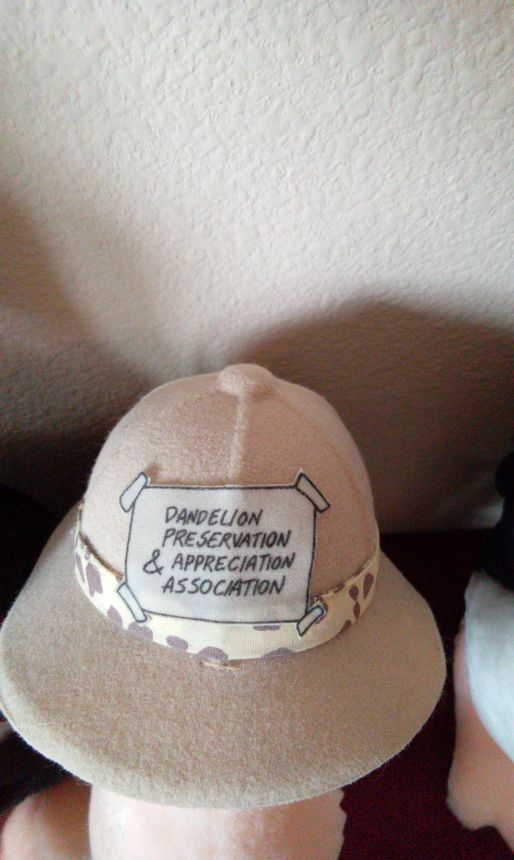 DANDELION
PRESERVATION
& APPRECIATION
ASSOCIATION